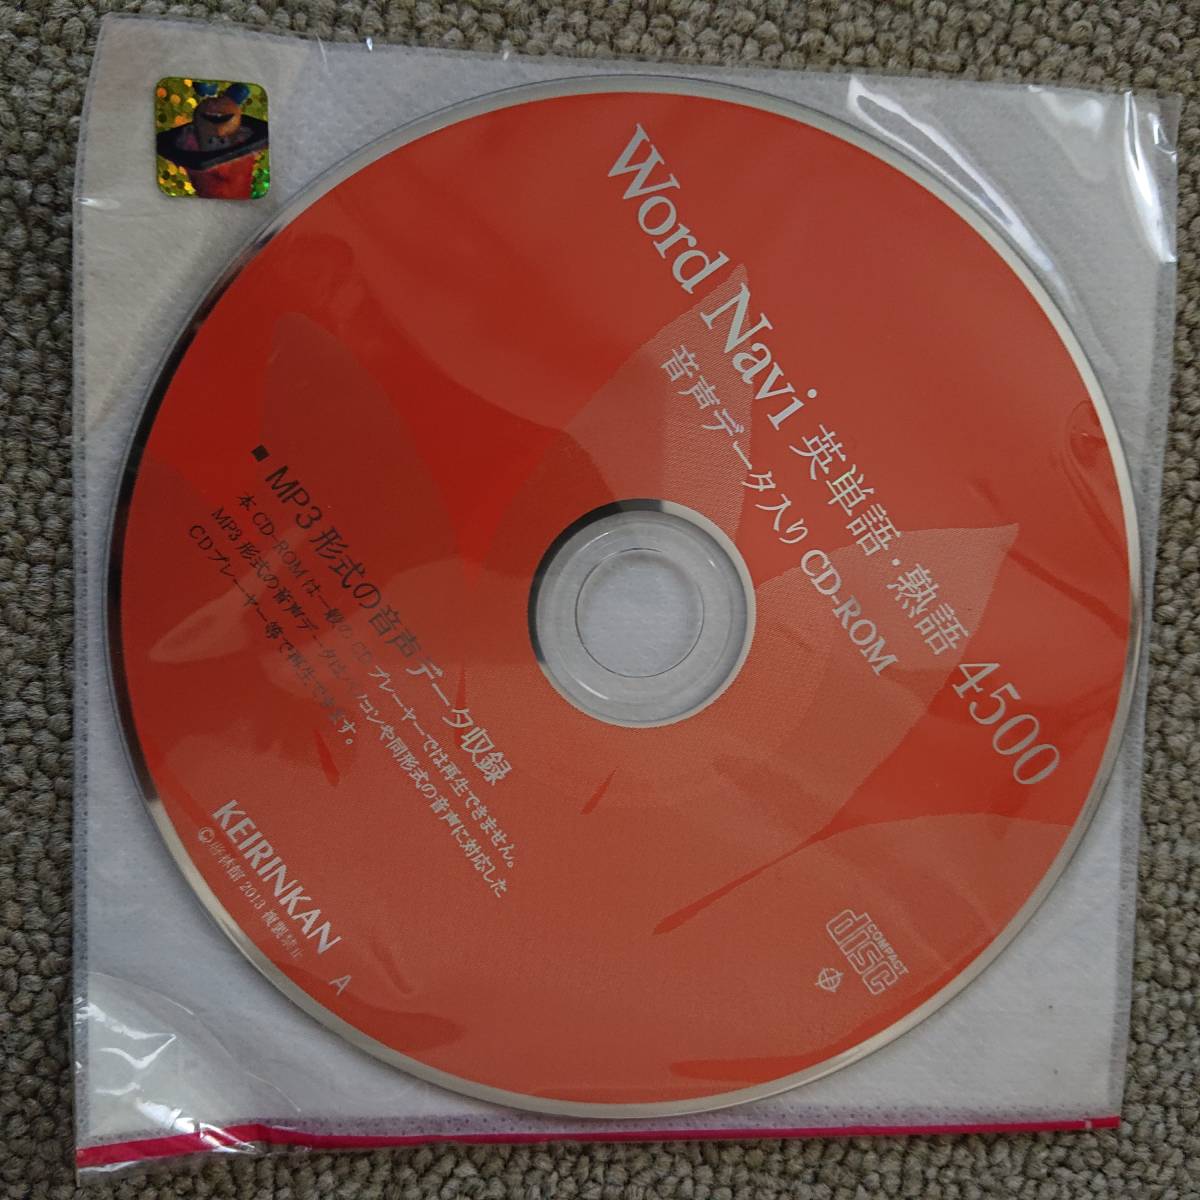 Word Navi 英単語・熟語 4500
音声データ入り CD-ROM
■ MP3 形式の音声データ収録
本 CD-ROM は一般の CD プレーヤーでは再生できません。
MP3 形式の音声データはパソコンや同形式の音声に対応した
CD プレーヤー等で再生できます。
KEIRINKAN
©啓林館 2013 複製禁止
A
COMPACT
disc